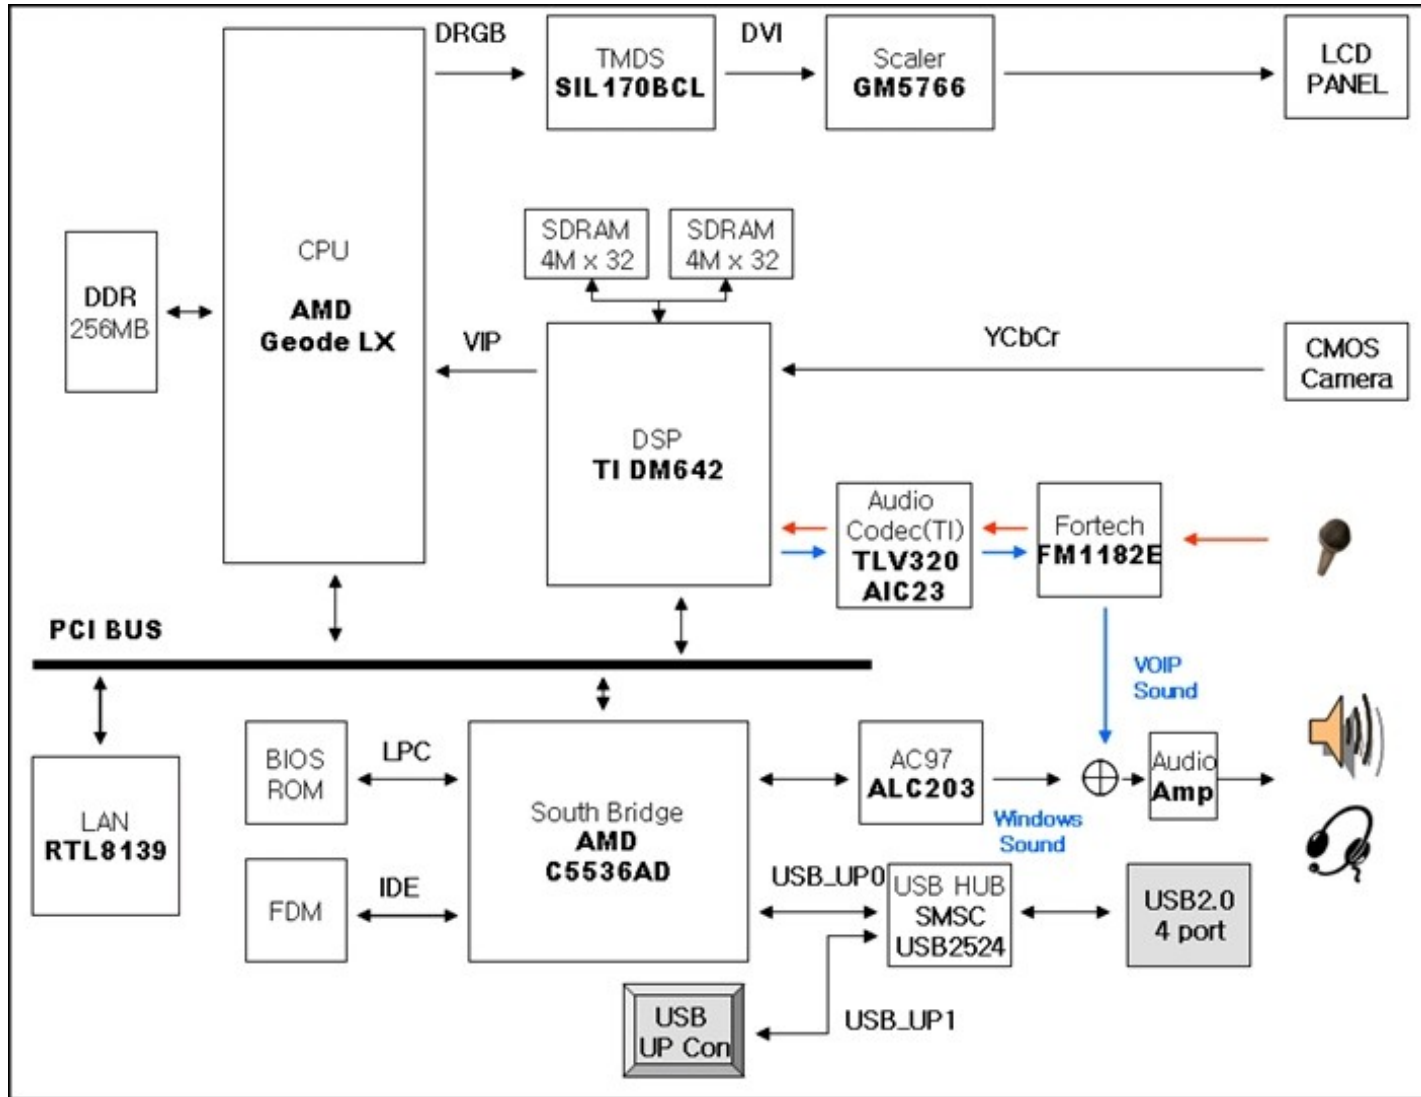 DRGB
TMDS
SIL170BCL
DVI
Scaler
GM5766
LCD
PANEL
DDR
256MB
CPU
AMD
Geode LX
SDRAM
4M x 32
SDRAM
4M x 32
VIP
YCbCr
CMOS
Camera
DSP
TI DM642
Audio
Codec(TI)
TLV320
AIC23
Fortech
FM1182E
PCI BUS
VOIP
Sound
LAN
RTL8139
BIOS
ROM
LPC
FDM
IDE
South Bridge
AMD
C5536AD
AC97
ALC203
Windows
Sound
Audio
Amp
USB_UP0
USB HUB
SMSC
USB2524
USB2.0
4 port
USB
UP Con
USB_UP1